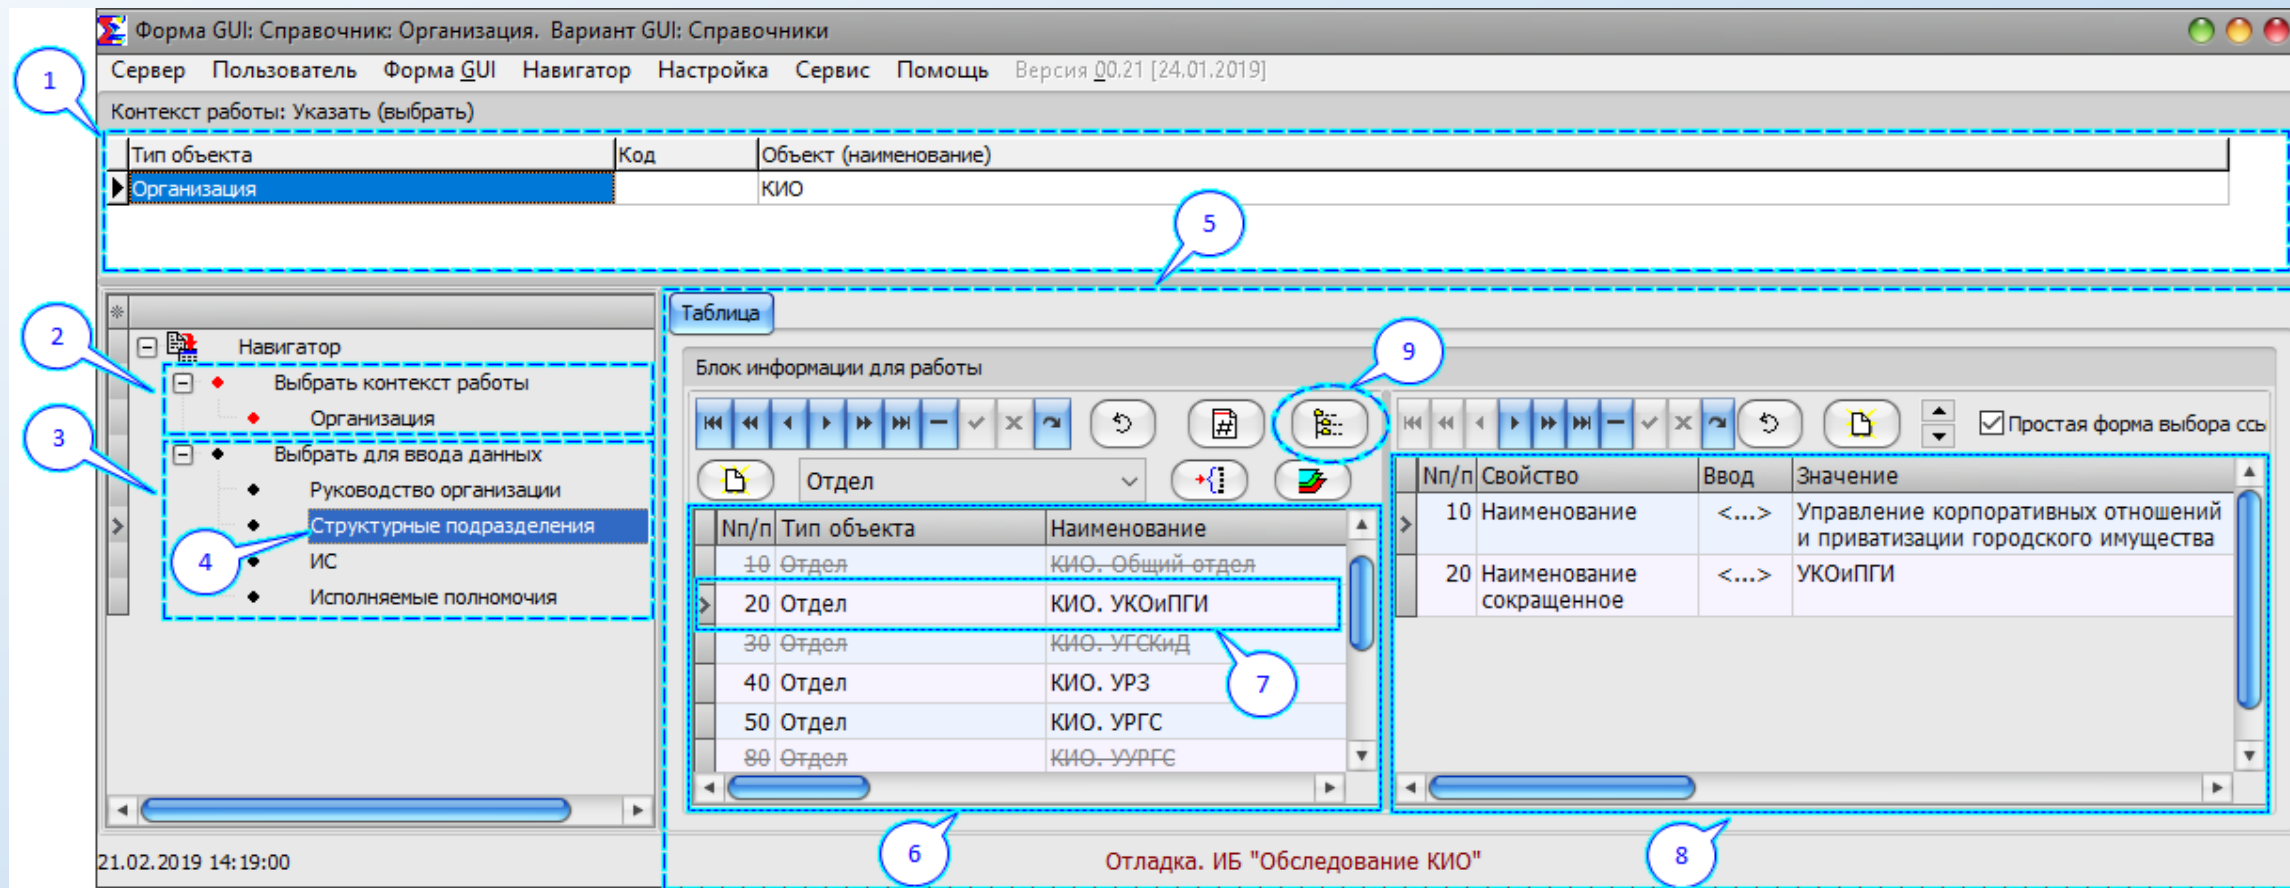 Форма GUI: Справочник: Организация. Вариант GUI: Справочники
Сервер Пользователь Форма GUI Навигатор Настройка Сервис Помощь Версия 00.21 [24.01.2019]
1
Контекст работы: Указать (выбрать)
Тип объекта Код Объект (наименование)
Организация КИО
5
2
Навигатор
Выбрать контекст работы
Организация
3
Выбрать для ввода данных
Руководство организации
Структурные подразделения
4
ИС
Исполняемые полномочия
Таблица
Блок информации для работы
9
#
Простая форма выбора ссы
Отдел
Nп/п Тип объекта Наименование
10 Отдел КИО. Общий отдел
20 Отдел КИО. УКОиПГИ
30 Отдел КИО. УГСКиД
40 Отдел КИО. УРЗ
50 Отдел КИО. УРГС
80 Отдел КИО. УУРГС
7
Nп/п Свойство Ввод Значение
10 Наименование <...> Управление корпоративных отношений
и приватизации городского имущества
20 Наименование <...> УКОиПГИ
сокращенное
6
8
21.02.2019 14:19:00
Отладка. ИБ "Обследование КИО"